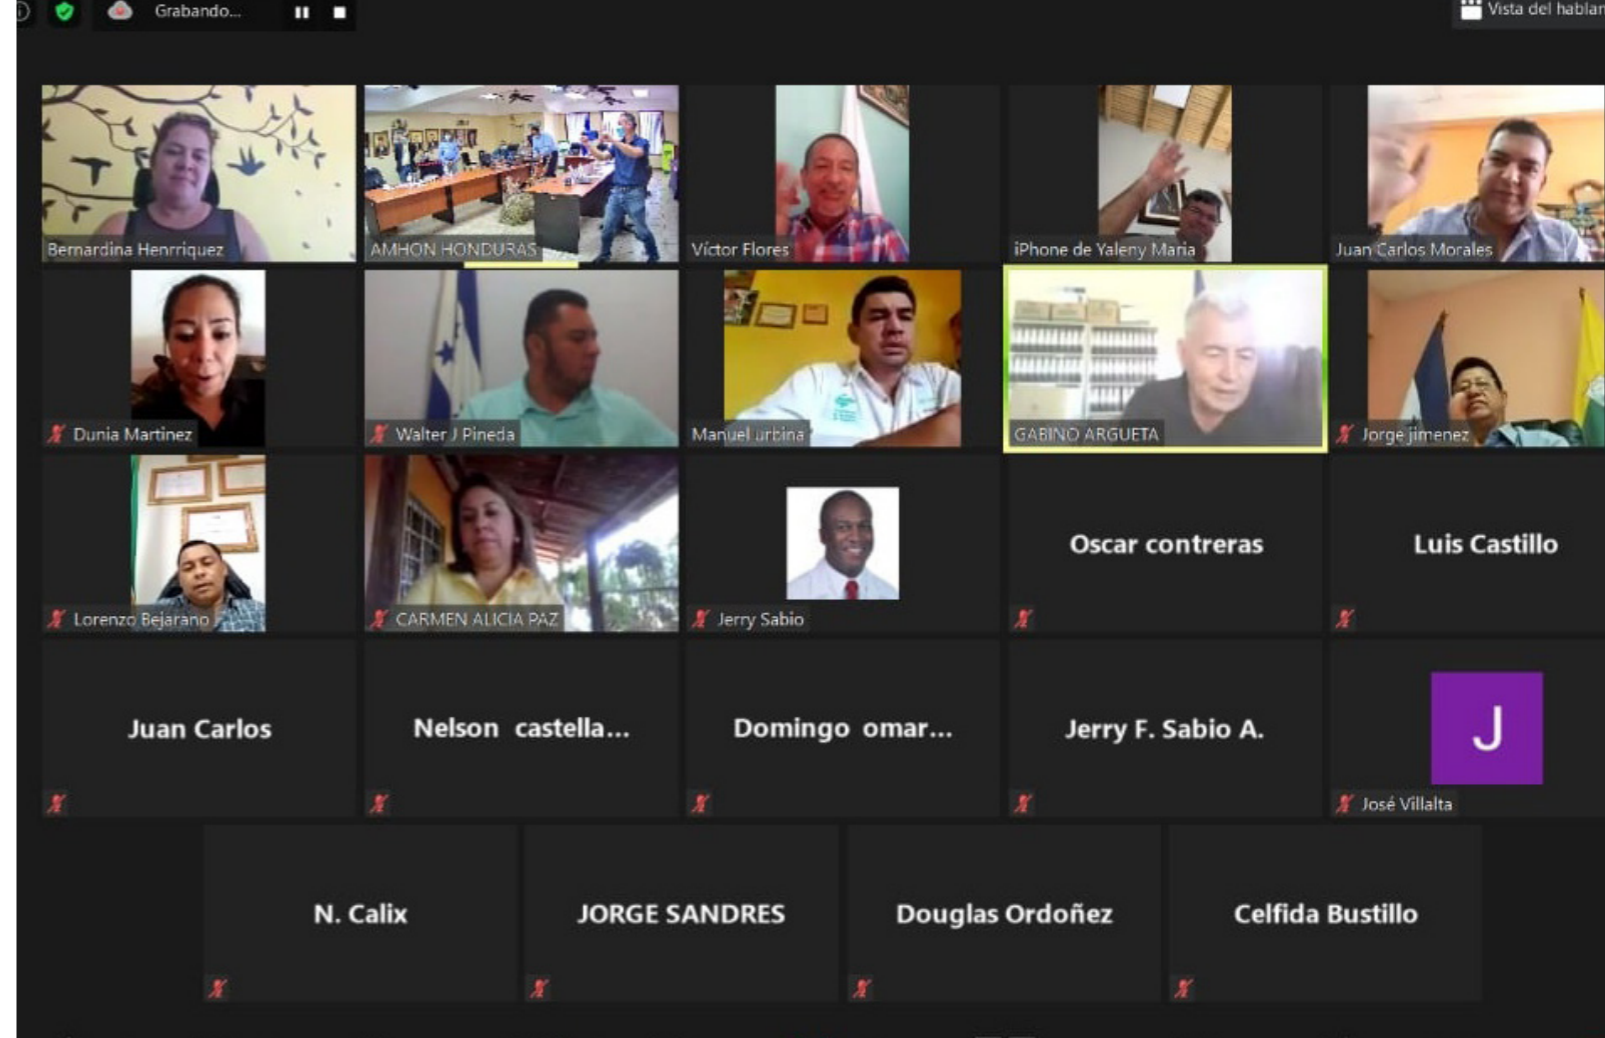 Grabando...
Vista del hablan
Bernardina Henrriquez
AMHON HONDURAS
Víctor Flores
iPhone de Yaleny Maria
Juan Carlos Morales
Dunia Martinez
Walter J Pineda
Manuel urbina
GABINO ARGUETA
Jorge jimenez
Lorenzo Bejarano
CARMEN ALICIA PAZ
Jerry Sabio
Oscar contreras
Luis Castillo
Juan Carlos
Nelson castella...
Domingo omar...
Jerry F. Sabio A.
J
José Villalta
N. Calix
JORGE SANDRES
Douglas Ordoñez
Celfida Bustillo